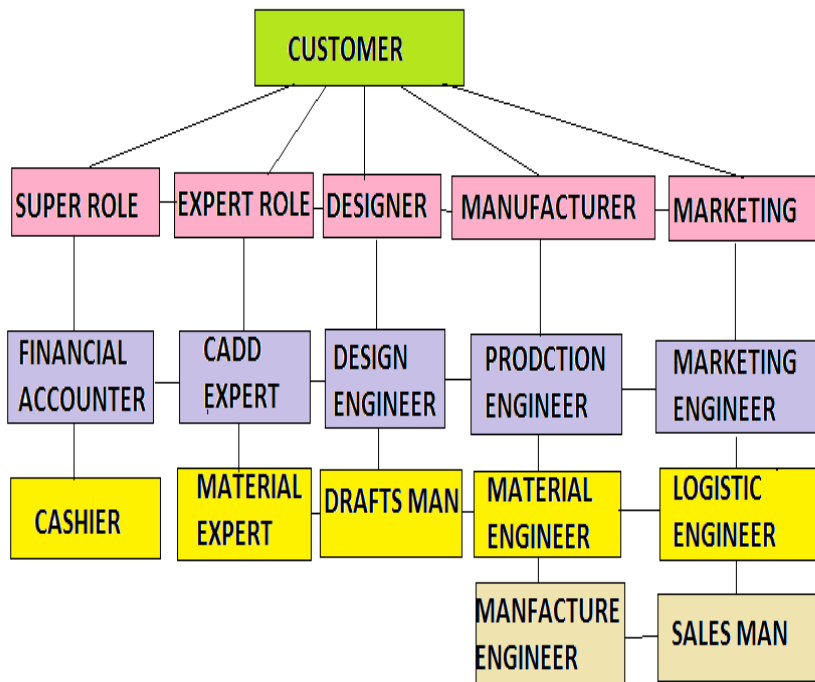 CUSTOMER
SUPER ROLE
EXPERT ROLE
DESIGNER
MANUFACTURER
MARKETING
FINANCIAL
ACCOUNTER
CADD
EXPERT
DESIGN
ENGINEER
PRODCTION
ENGINEER
MARKETING
ENGINEER
CASHIER
MATERIAL
EXPERT
DRAFTS MAN
MATERIAL
ENGINEER
LOGISTIC
ENGINEER
MANFACTURE
ENGINEER
SALES MAN